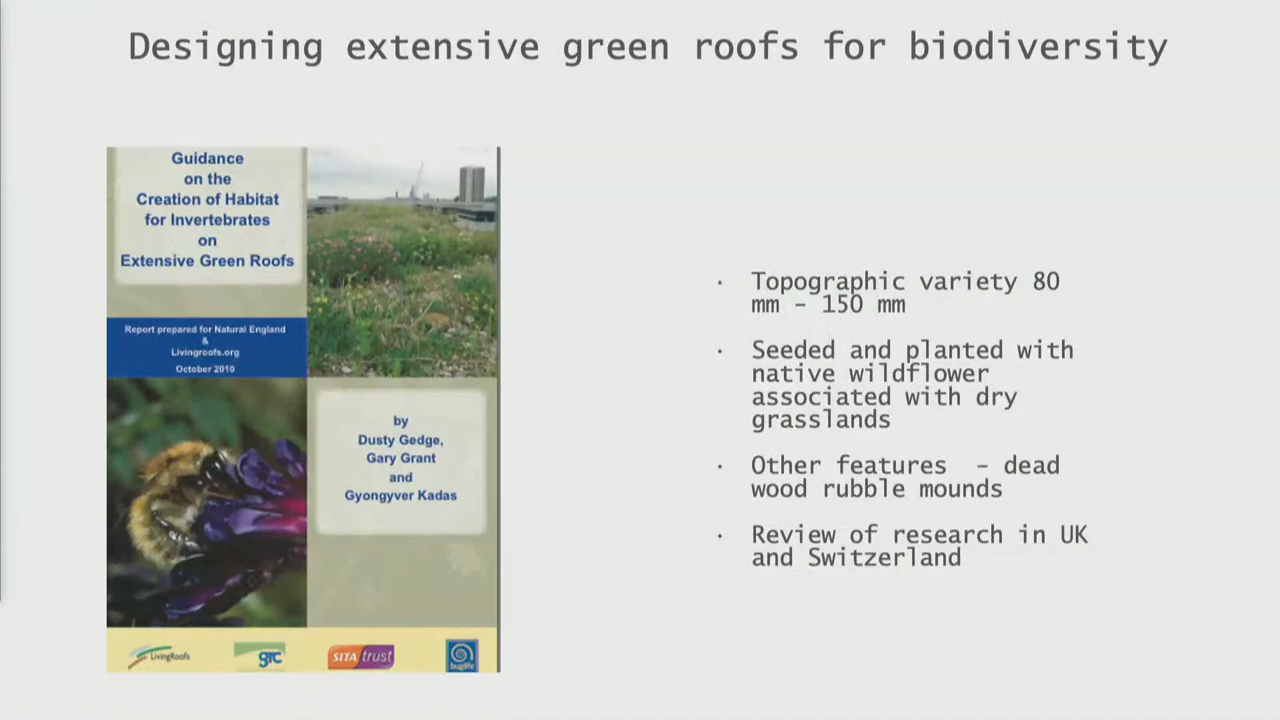 Designing extensive green roofs for biodiversity
Guidance
on the
Creation of Habitat
for Invertebrates
on
Extensive Green Roofs
Report prepared for Natural England
&
Livingroofs.org
October 2010
by
Dusty Gedge,
Gary Grant
and
Gyongyver Kadas
LivingRoofs
grc
SITA trust
buglife
· Topographic variety 80
mm – 150 mm
· Seeded and planted with
native wildflower
associated with dry
grasslands
· Other features – dead
wood rubble mounds
· Review of research in UK
and Switzerland